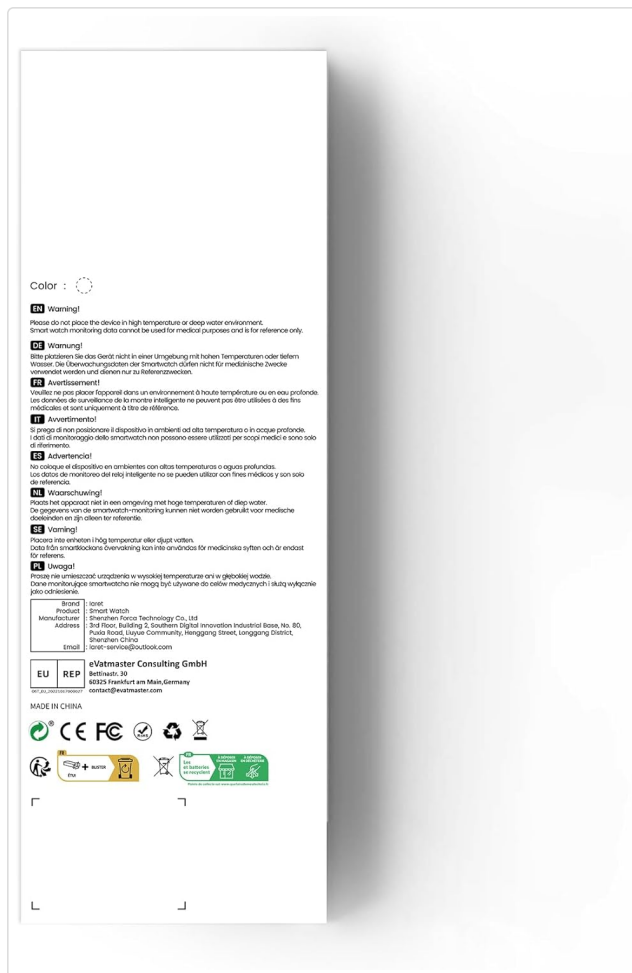 Color :
EN Warning!
Please do not place the device in high temperature or deep water environment.
Smart watch monitoring data cannot be used for medical purposes and is for reference only.
DE Warnung!
Bitte platzieren Sie das Gerät nicht in einer Umgebung mit hohen Temperaturen oder tiefem
Wasser. Die Überwachungsdaten der Smartwatch dürfen nicht für medizinische Zwecke
verwendet werden und dienen nur zu Referenzzwecken.
FR Avertissement!
Veuillez ne pas placer l'appareil dans un environnement à haute température ou en eau profonde.
Les données de surveillance de la montre intelligente ne peuvent pas être utilisées à des fins
médicales et sont uniquement à titre de référence.
IT Avvertimento!
Si prega di non posizionare il dispositivo in ambienti ad alta temperatura o in acque profonde.
I dati di monitoraggio dello smartwatch non possono essere utilizzati per scopi medici e sono solo
di riferimento.
ES Advertencia!
No coloque el dispositivo en ambientes con altas temperaturas o aguas profundas.
Los datos de monitoreo del reloj inteligente no se pueden utilizar con fines médicos y son solo
de referencia.
NL Waarschuwing!
Plaats het apparaat niet in een omgeving met hoge temperaturen of diep water.
De gegevens van de smartwatch-monitoring kunnen niet worden gebruikt voor medische
doeleinden en zijn alleen ter referentie.
SE Varning!
Placera inte enheten i hög temperatur eller djupt vatten.
Data från smartklockans övervakning kan inte användas för medicinska syften och är endast
för referens.
PL Uwaga!
Proszę nie umieszczać urządzenia w wysokiej temperaturze ani w głębokiej wodzie.
Dane monitorujące smartwatcha nie mogą być używane do celów medycznych i służą wyłącznie
jako odniesienie.
Brand : Iaret
Product : Smart Watch
Manufacturer : Shenzhen Forca Technology Co., Ltd
Address : 3rd Floor, Building 2, Southern Digital Innovation Industrial Base, No. 80,
Puxia Road, Liuyue Community, Henggang Street, Longgang District,
Shenzhen China
Email : iaret-service@outlook.com
EU REP
eVatmaster Consulting GmbH
Bettinastr. 30
60325 Frankfurt am Main,Germany
contact@evatmaster.com
MADE IN CHINA
CE FC
RoHS
FR
ÉTUI + BLISTER
FR
Les
et batteries
se recyclent
À DÉPOSER
EN MAGASIN
À DÉPOSER
EN DÉCHÈTERIE